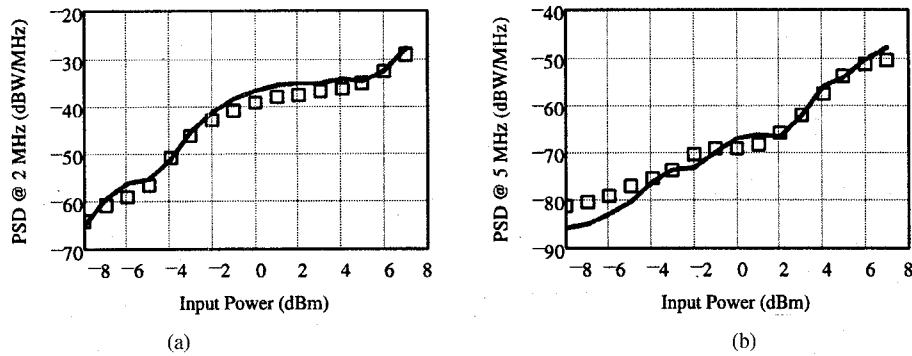 −20
−30
−40
−50
−60
−70
PSD @ 2 MHz (dBW/MHz)
−8 −6 −4 −2 0 2 4 6 8
Input Power (dBm)
(a)
−40
−50
−60
−70
−80
−90
PSD @ 5 MHz (dBW/MHz)
−8 −6 −4 −2 0 2 4 6 8
Input Power (dBm)
(b)